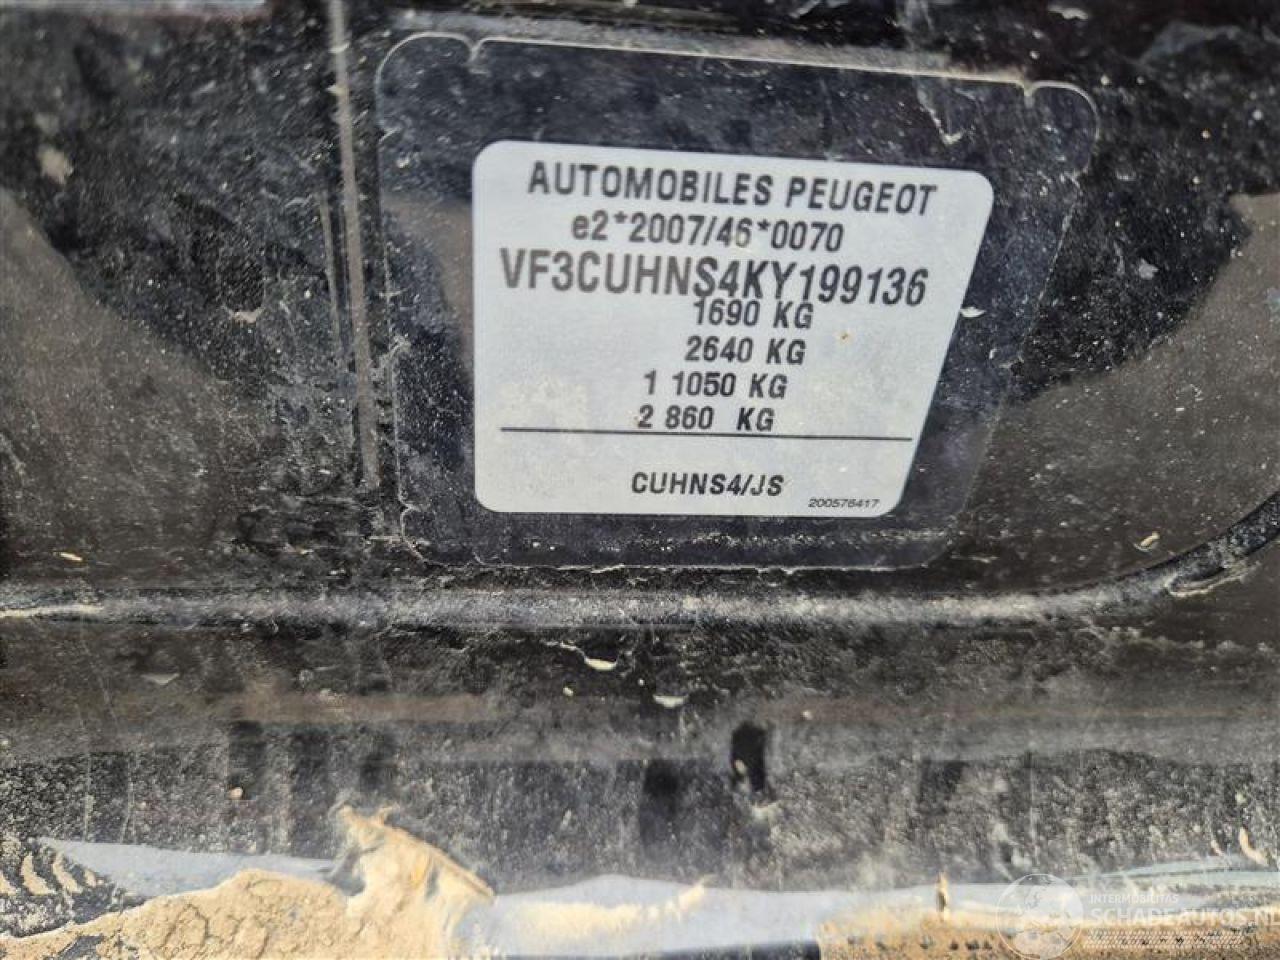 AUTOMOBILES PEUGEOT
e2*2007/46*0070
VF3CUHNS4KY199136
1690 KG
2640 KG
1 1050 KG
2 860 KG
CUHNS4/JS
200576417
INTERMOBILITAS
SCHADEAUTOS.NL